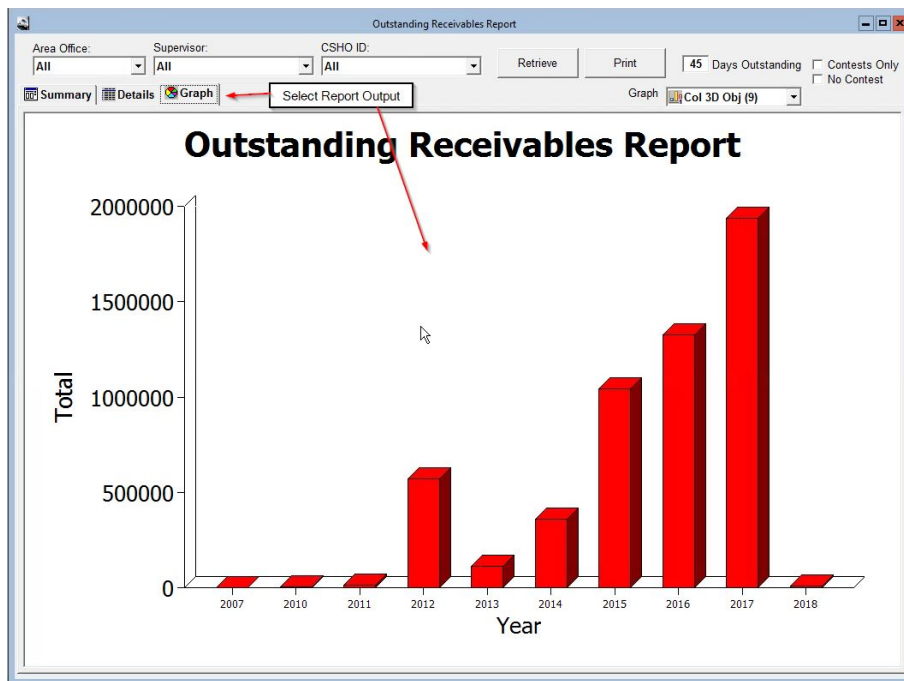 Outstanding Receivables Report
Area Office:
Supervisor:
CSHO ID:
All
All
All
Retrieve
Print
45 Days Outstanding
Contests Only
No Contest
Summary
Details
Graph
Select Report Output
Graph
Col 3D Obj (9)
Outstanding Receivables Report
2000000
1500000
1000000
500000
0
Total
2007 2010 2011 2012 2013 2014 2015 2016 2017 2018
Year